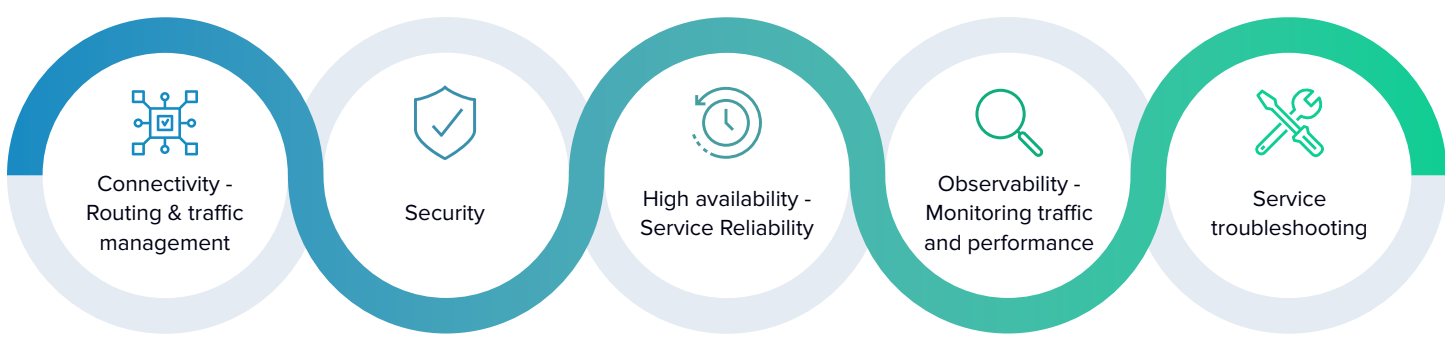 Connectivity -
Routing & traffic
management
Security
High availability -
Service Reliability
Observability -
Monitoring traffic
and performance
Service
troubleshooting